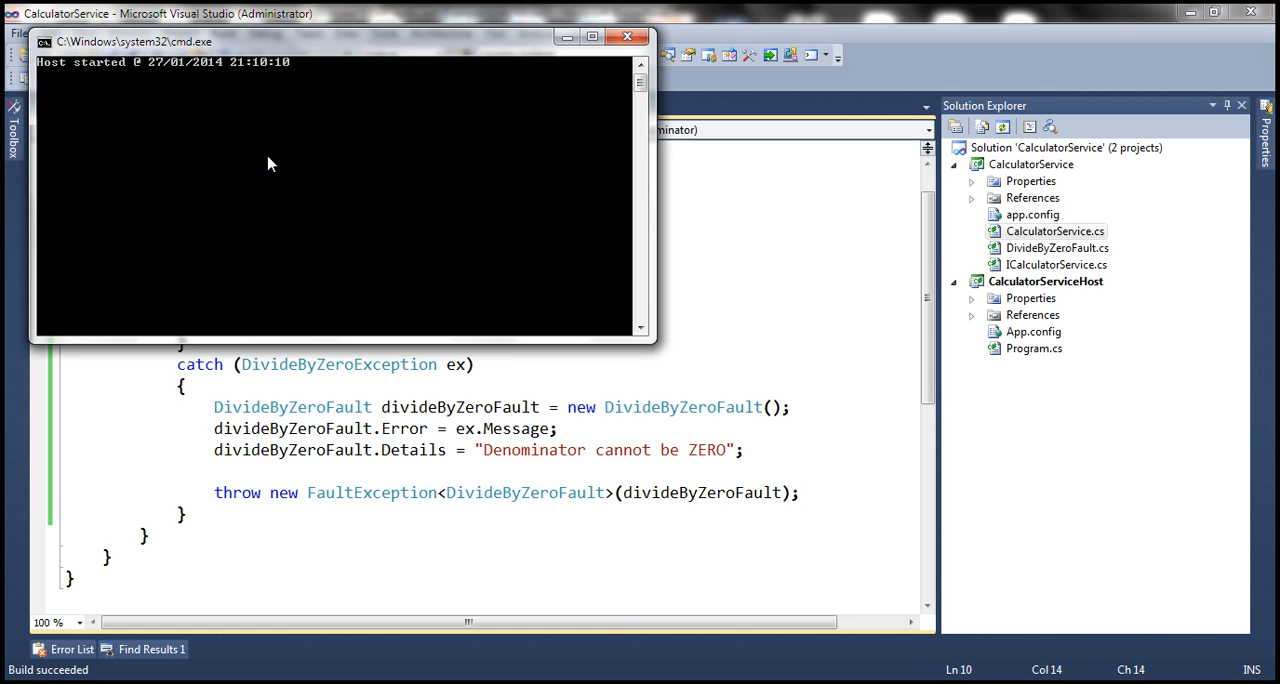 CalculatorService - Microsoft Visual Studio (Administrator)
File
C:\Windows\system32\cmd.exe
Host started @ 27/01/2014 21:10:10
minator)
Toolbox
Properties
Solution Explorer
Solution 'CalculatorService' (2 projects)
CalculatorService
Properties
References
app.config
CalculatorService.cs
DivideByZeroFault.cs
ICalculatorService.cs
CalculatorServiceHost
Properties
References
App.config
Program.cs
}
catch (DivideByZeroException ex)
{
DivideByZeroFault divideByZeroFault = new DivideByZeroFault();
divideByZeroFault.Error = ex.Message;
divideByZeroFault.Details = "Denominator cannot be ZERO";
throw new FaultException<DivideByZeroFault>(divideByZeroFault);
}
}
}
}
100 %
Error List Find Results 1
Build succeeded Ln 10 Col 14 Ch 14 INS